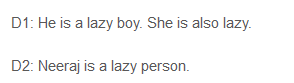 D1: He is a lazy boy. She is also lazy.
D2: Neeraj is a lazy person.